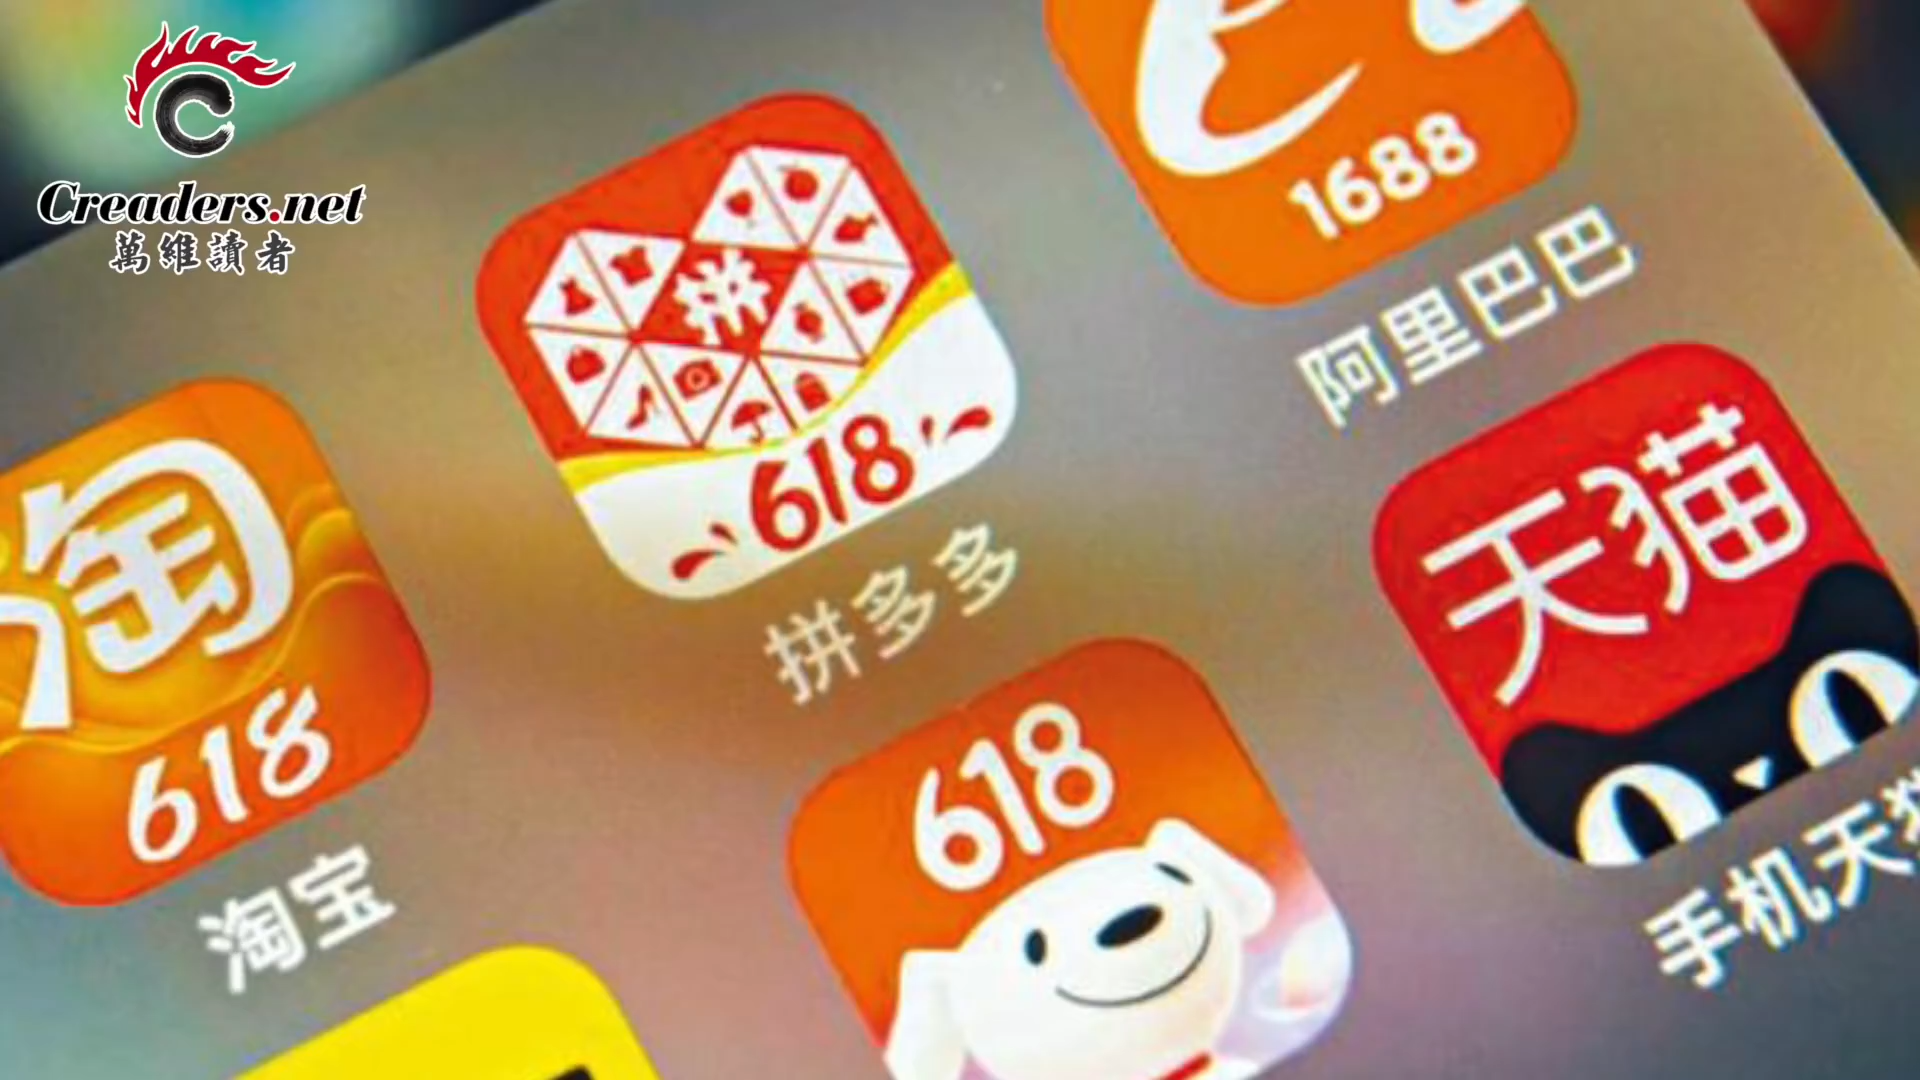 Creaders.net
萬維讀者
1688
阿里巴巴
拼
618
拼多多
天猫
手机天猫
淘
618
淘宝
618